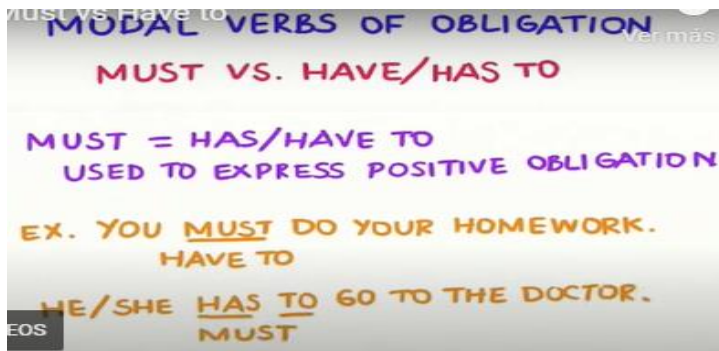 Must vs Have to
MODAL VERBS OF OBLIGATION
Ver más
MUST VS. HAVE/HAS TO
MUST = HAS/HAVE TO
USED TO EXPRESS POSITIVE OBLIGATION
EX. YOU MUST DO YOUR HOMEWORK.
HAVE TO
HE/SHE HAS TO GO TO THE DOCTOR.
EOS
MUST